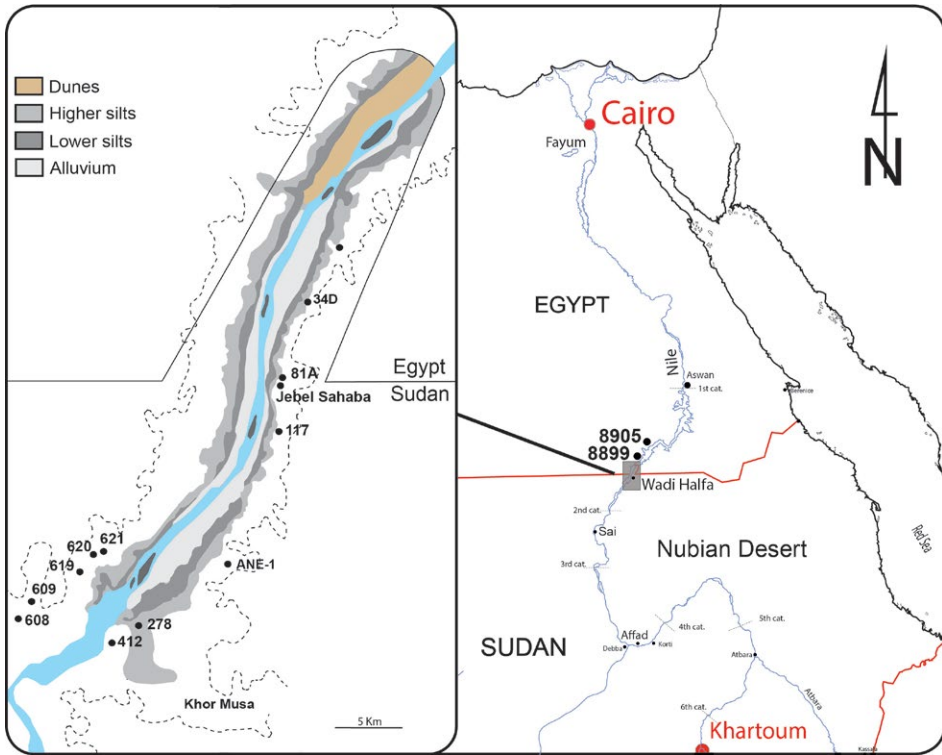 Dunes
Higher silts
Lower silts
Alluvium
34D
Egypt
Sudan
81A
Jebel Sahaba
117
621
620
619
ANE-1
609
608
278
412
Khor Musa
5 Km
Cairo
Fayum
N
EGYPT
Nile
Aswan
1st cat.
8905
8899
Berenice
Wadi Halfa
2nd cat.
Sai
Nubian Desert
Red Sea
3rd cat.
4th cat.
5th cat.
Affad
Debba
Korti
SUDAN
Atbara
Atbara
6th cat.
Khartoum
Kassala